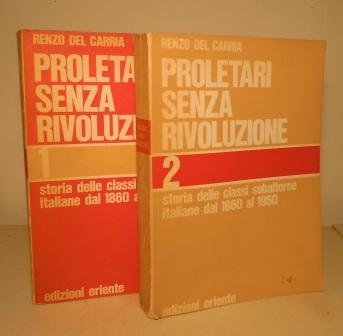 RENZO DEL CARRIA
PROLETA
SENZA
RIVOLUZI
1
storia delle classi
italiane dal 1860 a
edizioni oriente
RENZO DEL CARRIA
PROLETARI
SENZA
RIVOLUZIONE
2
storia delle classi subalterne
italiane dal 1860 al 1950
edizioni oriente